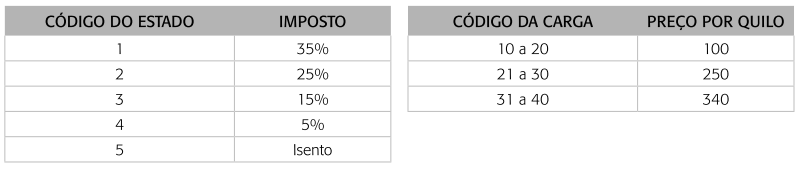 CÓDIGO DO ESTADO IMPOSTO
1 35%
2 25%
3 15%
4 5%
5 Isento
CÓDIGO DA CARGA PREÇO POR QUILO
10 a 20 100
21 a 30 250
31 a 40 340